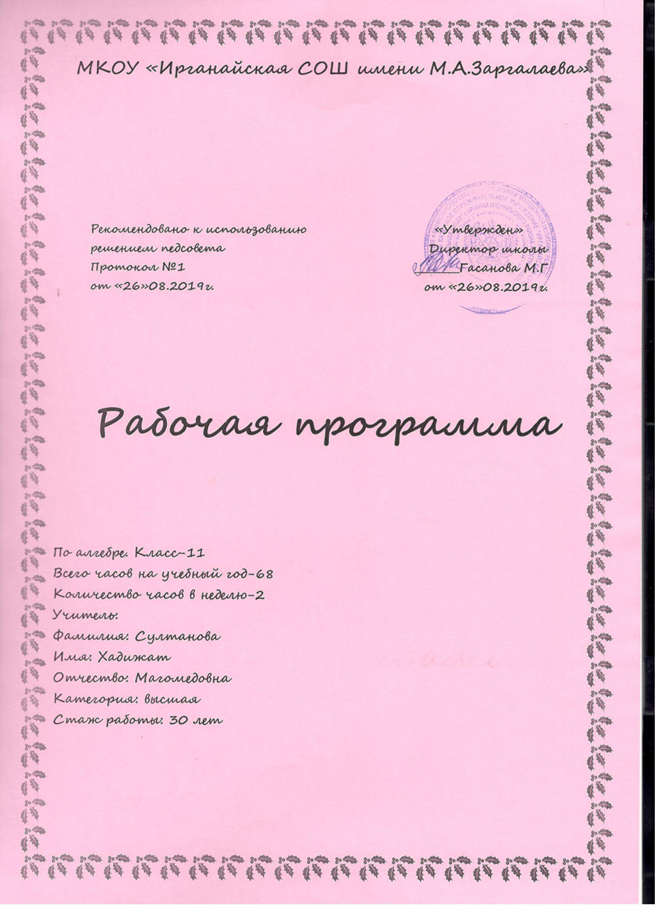 МКОУ «Ирганайская СОШ имени М.А.Заргалаева»
Рекомендовано к использованию
решением педсовета
Протокол №1
от «26»08.2019г.
«Утвержден»
Директор школы
Гасанова М.Г
от «26»08.2019г.
Рабочая программа
По алгебре. Класс-11
Всего часов на учебный год-68
Количество часов в неделю-2
Учитель:
Фамилия: Султанова
Имя: Хадижат
Отчество: Магомедовна
Категория: высшая
Стаж работы: 30 лет